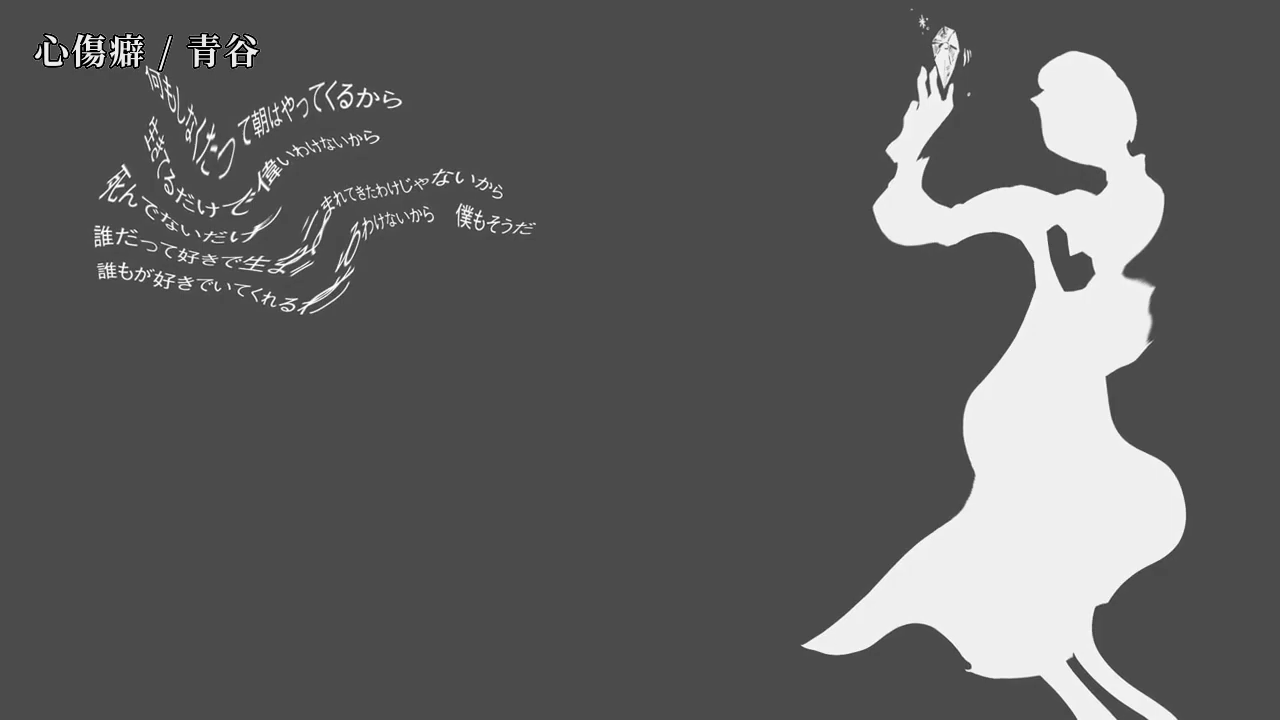 心傷癖 / 青谷
何もしなくたって朝はやってくるから
生きてるだけで偉いわけないから
死んでないだけ
誰だって好きで生まれてきたわけじゃないから
誰もが好きでいてくれるわけないから 僕もそうだ